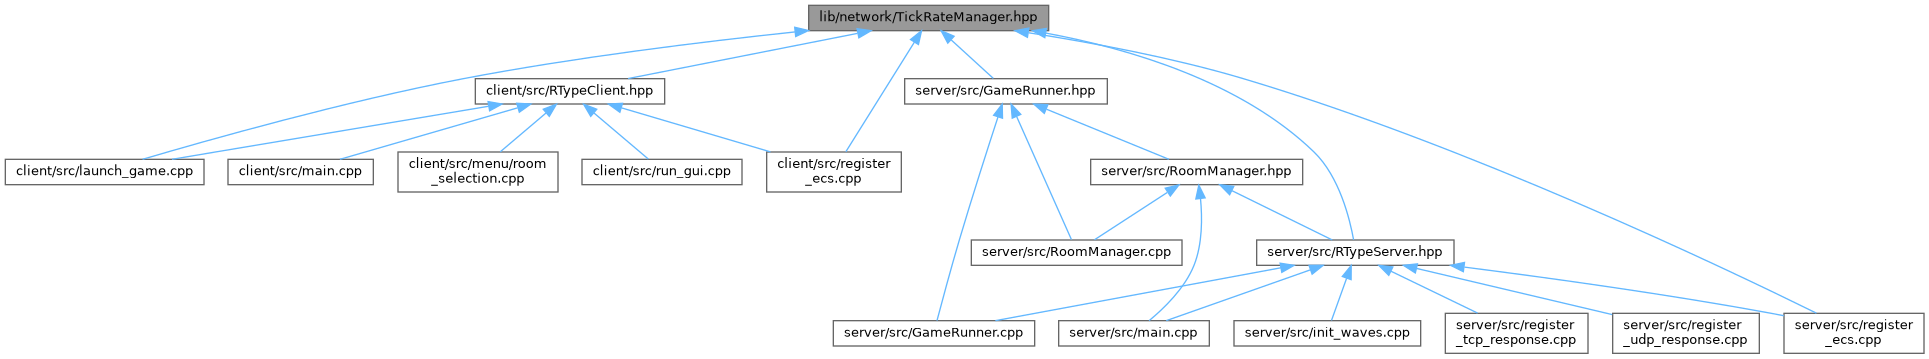 lib/network/TickRateManager.hpp
client/src/RTypeClient.hpp
server/src/GameRunner.hpp
client/src/launch_game.cpp
client/src/main.cpp
client/src/menu/room
_selection.cpp
client/src/run_gui.cpp
client/src/register
_ecs.cpp
server/src/RoomManager.hpp
server/src/RoomManager.cpp
server/src/RTypeServer.hpp
server/src/GameRunner.cpp
server/src/main.cpp
server/src/init_waves.cpp
server/src/register
_tcp_response.cpp
server/src/register
_udp_response.cpp
server/src/register
_ecs.cpp